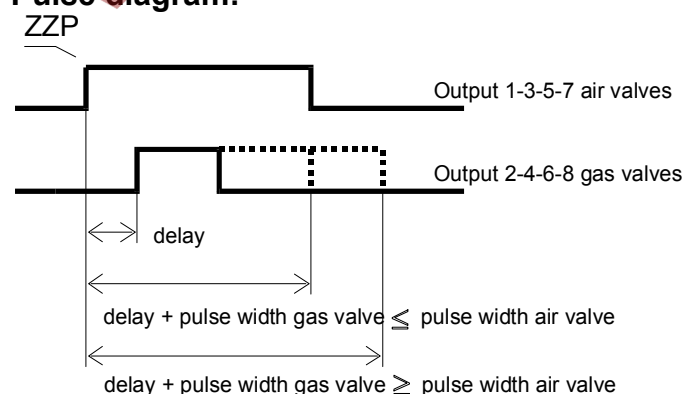 Pulse diagram:
ZZP
Output 1-3-5-7 air valves
Output 2-4-6-8 gas valves
delay
delay + pulse width gas valve ≤ pulse width air valve
delay + pulse width gas valve ≥ pulse width air valve